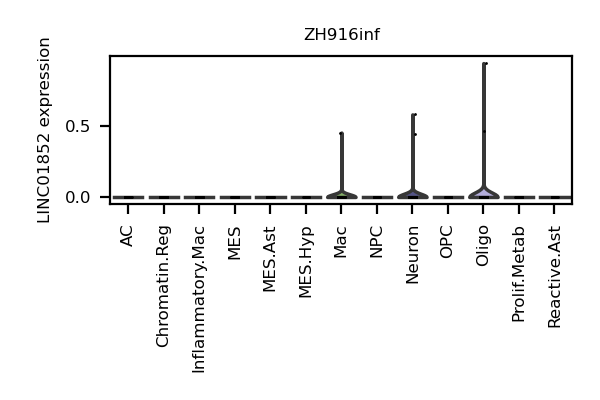 ZH916inf
LINC01852 expression
0.5
0.0
AC
Chromatin.Reg
Inflammatory.Mac
MES
MES.Ast
MES.Hyp
Mac
NPC
Neuron
OPC
Oligo
Prolif.Metab
Reactive.Ast